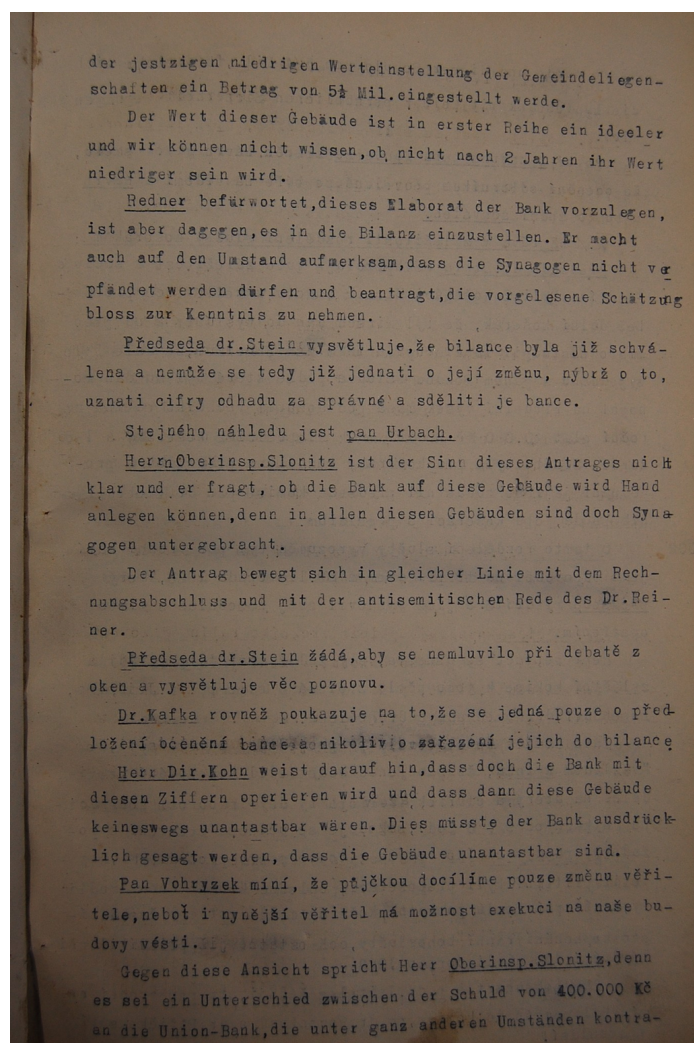 der jestzigen niedrigen Werteinstellung der Gemeindeliegen-
schaften ein Betrag von 5½ Mil.eingestellt werde.
Der Wert dieser Gebäude ist in erster Reihe ein ideeler
und wir können nicht wissen,ob nicht nach 2 Jahren ihr Wert
niedriger sein wird.
Redner befürwortet,dieses Elaborat der Bank vorzulegen,
ist aber dagegen,es in die Bilanz einzustellen. Er macht
auch auf den Umstand aufmerksam,dass die Synagogen nicht ver
pfändet werden dürfen und beantragt,die vorgelesene Schätzung
bloss zur Kenntnis zu nehmen.
Předseda dr.Stein vysvětluje,že bilance byla již schvá-
lena a nemůže se tedy již jednati o její změnu, nýbrž o to,
uznati cifry odhadu za správné a sděliti je bance.
Stejného náhledu jest pan Urbach.
Herrn Oberinsp.Slonitz ist der Sinn dieses Antrages nicht
klar und er fragt, ob die Bank auf diese Gebäude wird Hand
anlegen können,denn in allen diesen Gebäuden sind doch Syna-
gogen untergebracht.
Der Antrag bewegt sich in gleicher Linie mit dem Rech-
nungsabschluss und mit der antisemitischen Rede des Dr.Rei-
ner.
Předseda dr.Stein žádá,aby se nemluvilo při debatě z
oken a vysvětluje věc poznovu.
Dr.Kafka rovněž poukazuje na to,že se jedná pouze o před-
ložení ocenění bance a nikoliv o zařazení jejich do bilance
Herr Dir.Kohn weist darauf hin,dass doch die Bank mit
diesen Ziffern operieren wird und dass dann diese Gebäude
keineswegs unantastbar wären. Dies müsste der Bank ausdrück-
lich gesagt werden, dass die Gebäude unantastbar sind.
Pan Vohryzek míní, že půjčkou docílíme pouze změnu věři-
tele,neboť i nynější věřitel má možnost exekuci na naše bu-
dovy vésti.
Gegen diese Ansicht spricht Herr Oberinsp.Slonitz,denn
es sei ein Unterschied zwischen der Schuld von 400.000 Kč
an die Union-Bank,die unter ganz anderen Umständen kontra-